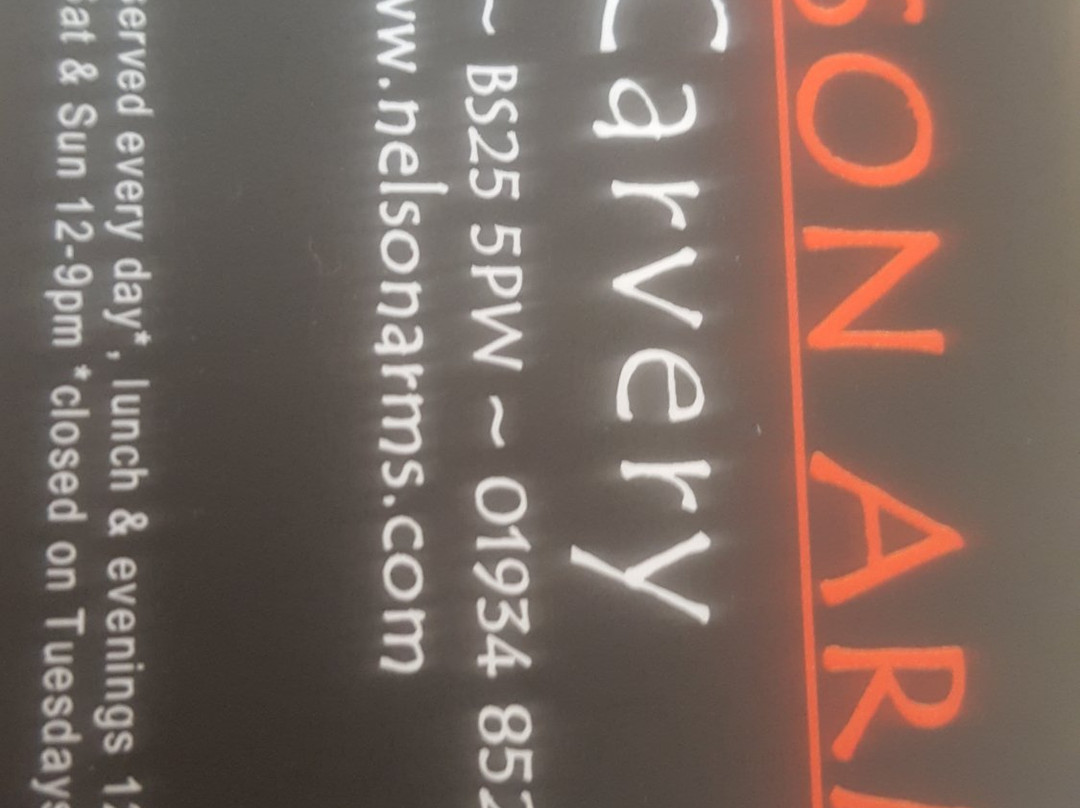 SON ARM
Carvery
~ BS25 5PW ~ 01934 852
ww.nelsonarms.com
served every day*, lunch & evenings 12
Sat & Sun 12-9pm *closed on Tuesdays